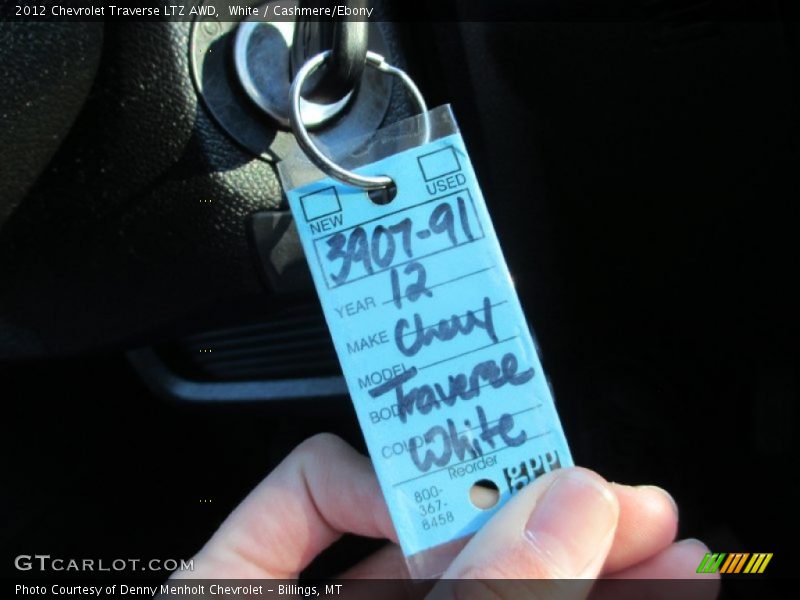 2012 Chevrolet Traverse LTZ AWD, White / Cashmere/Ebony
NEW USED
3907-91
YEAR 12
MAKE Chevy
MODEL Traverse
BODY
COLOR White
Reorder gpp
800-
367-
8458
GTCARLOT.COM
Photo Courtesy of Denny Menholt Chevrolet – Billings, MT